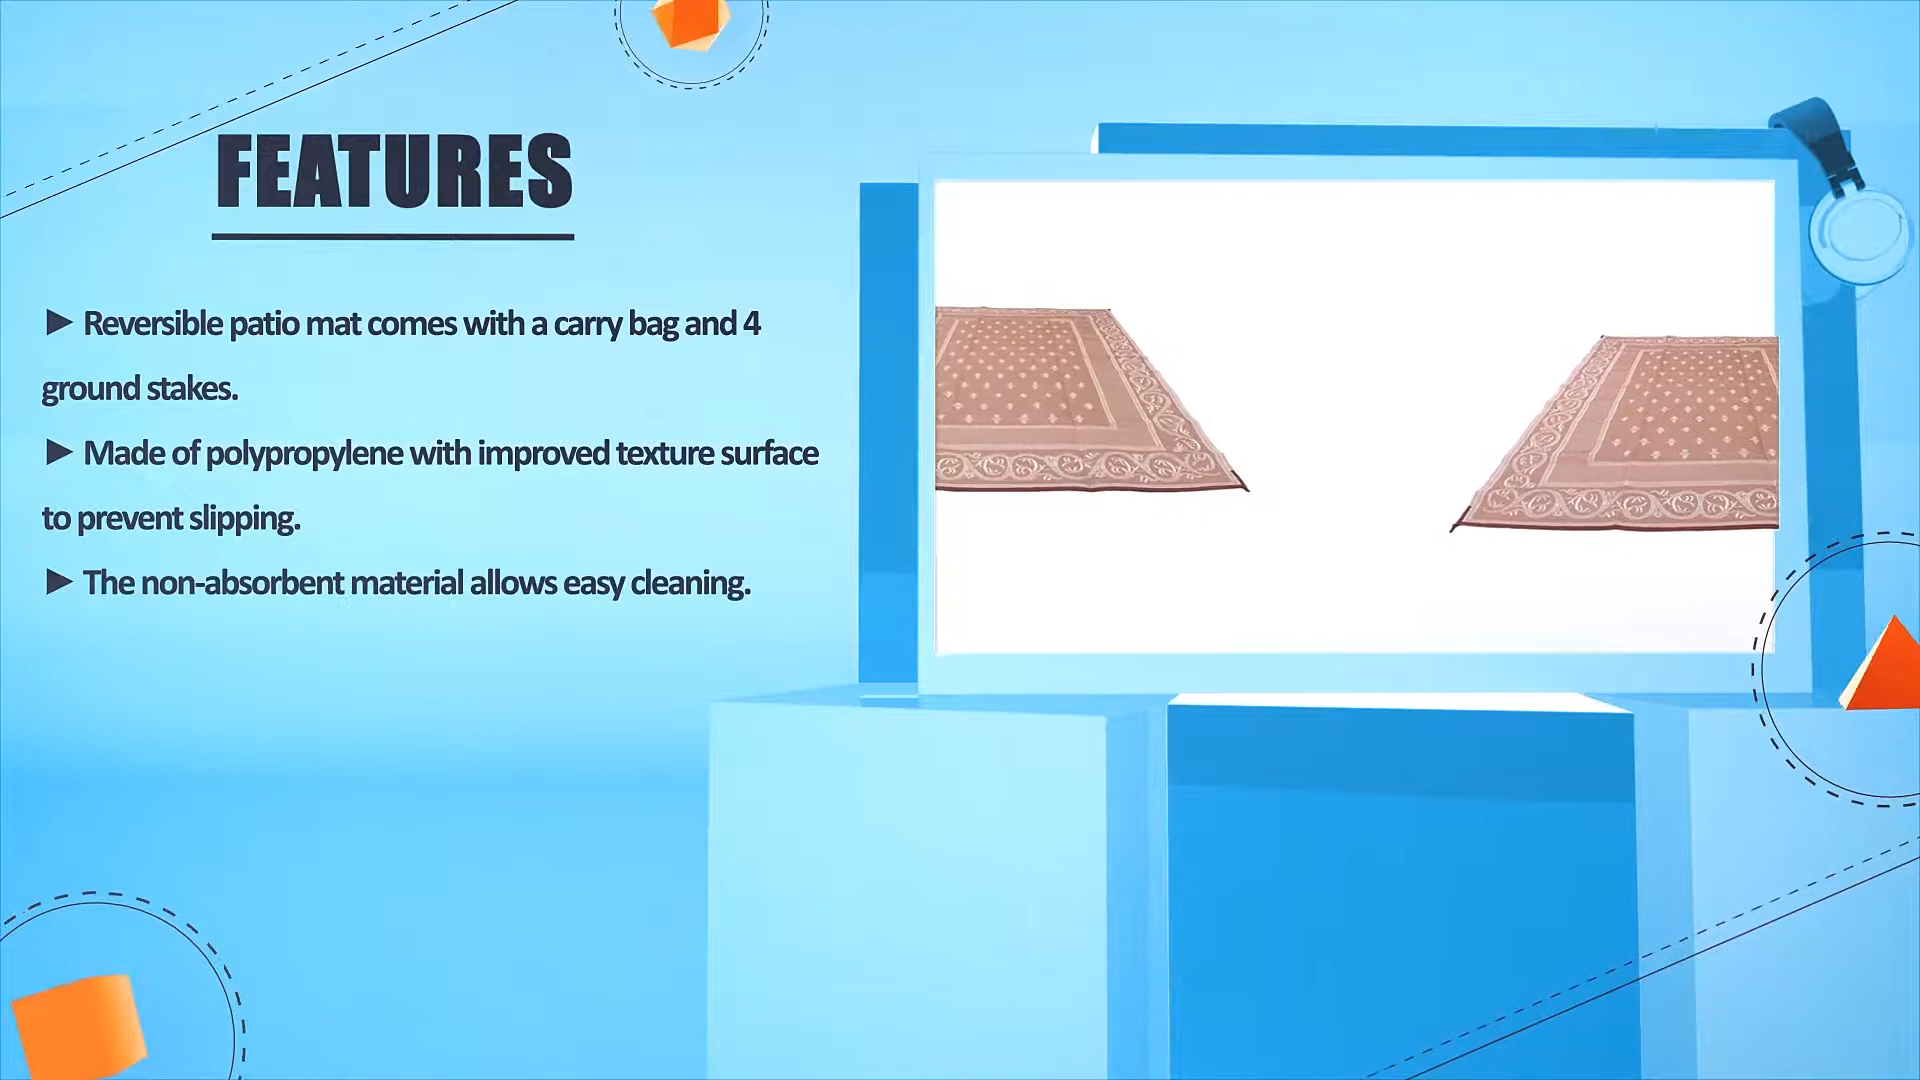 FEATURES
► Reversible patio mat comes with a carry bag and 4
ground stakes.
► Made of polypropylene with improved texture surface
to prevent slipping.
► The non-absorbent material allows easy cleaning.